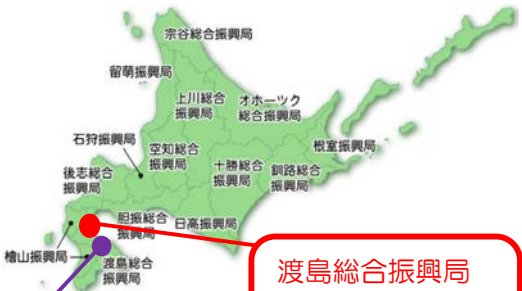 宗谷総合振興局
留萌振興局
上川総合
振興局
オホーツク
総合振興局
石狩振興局
空知総合
振興局
根室振興局
後志総合
振興局
十勝総合
振興局
釧路総合
振興局
胆振総合
振興局
日高振興局
檜山振興局
渡島総合
振興局
渡島総合振興局